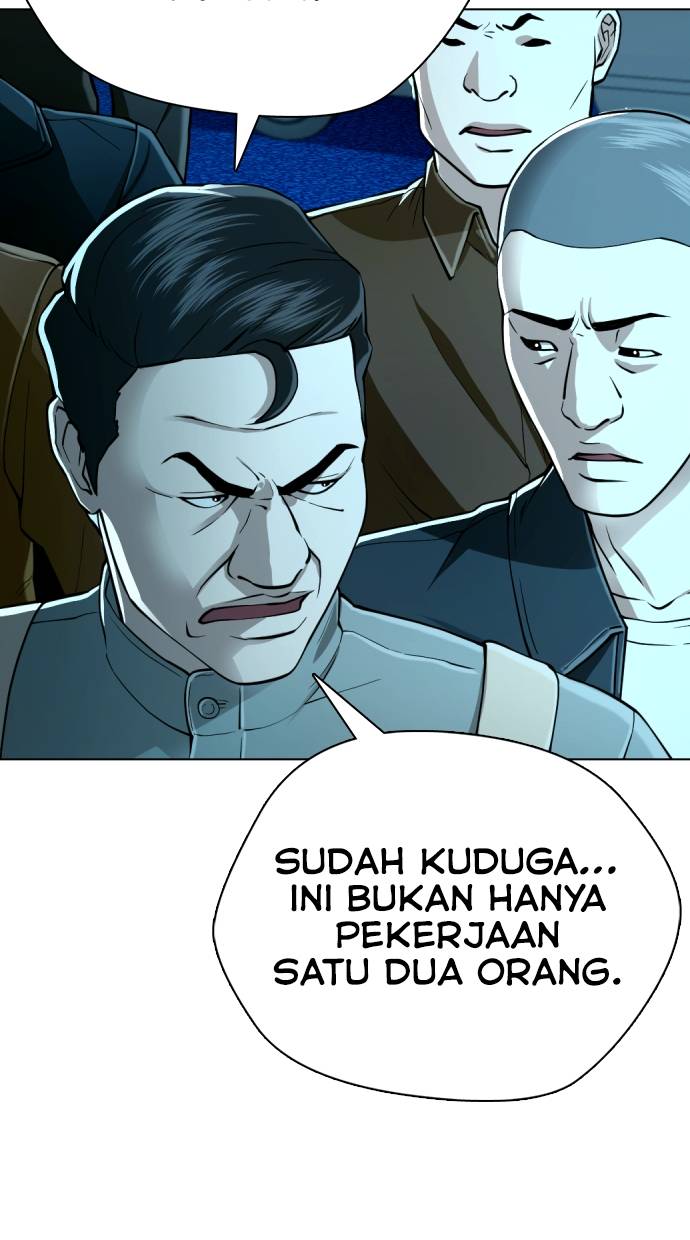 SUDAH KUDUGA...
INI BUKAN HANYA
PEKERJAAN
SATU DUA ORANG.